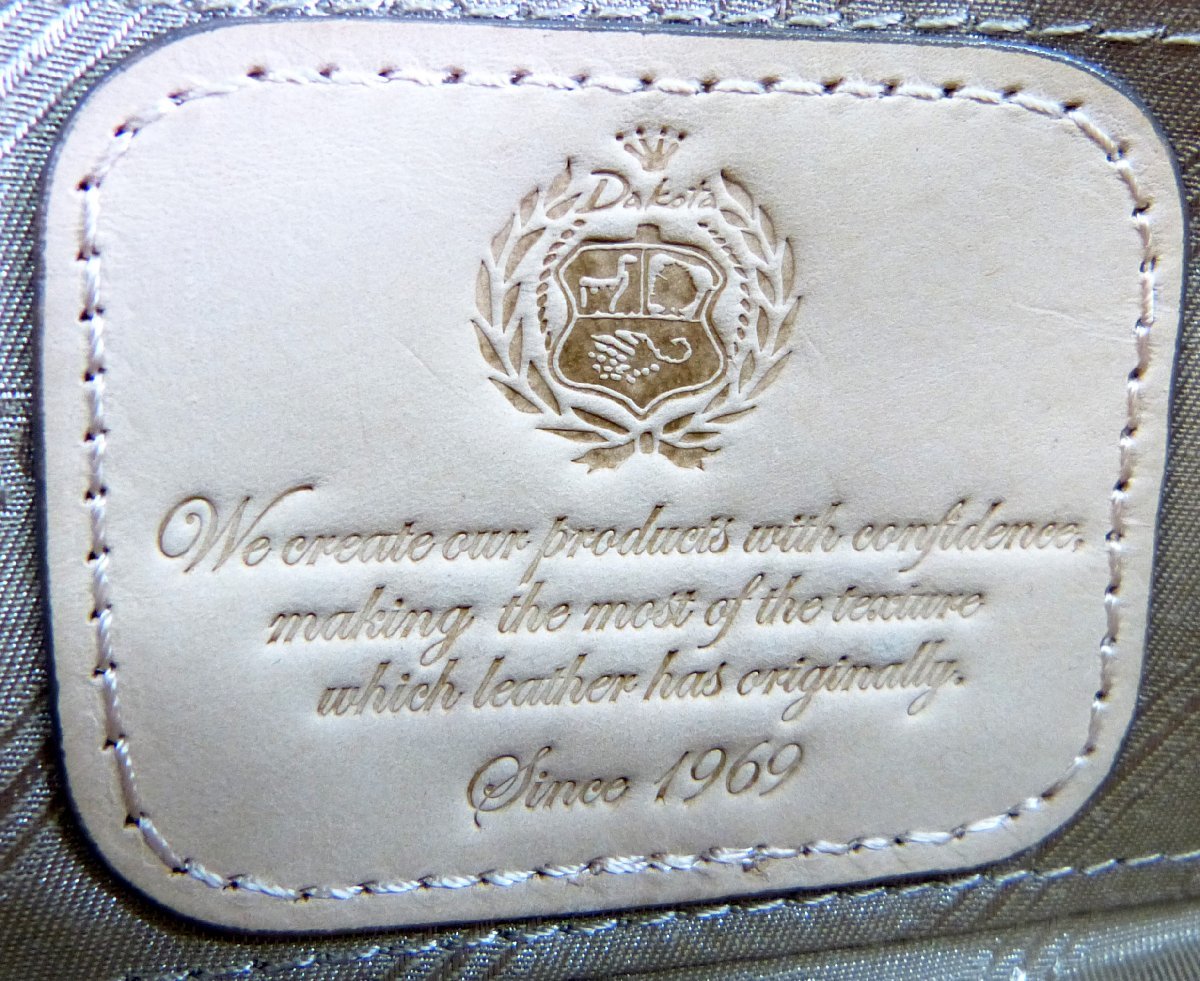 Dakota
We create our products with confidence,
making the most of the texture
which leather has originally.
Since 1969